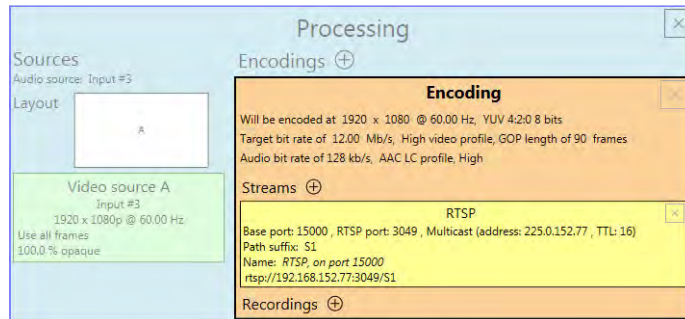 Processing
Sources
Audio source: Input #3
Layout
A
Video source A
Input #3
1920 x 1080p @ 60.00 Hz
Use all frames
100.0 % opaque
Encodings
Encoding
Will be encoded at 1920 x 1080 @ 60.00 Hz, YUV 4:2:0 8 bits
Target bit rate of 12.00 Mb/s, High video profile, GOP length of 90 frames
Audio bit rate of 128 kb/s, AAC LC profile, High
Streams
RTSP
Base port: 15000 , RTSP port: 3049 , Multicast (address: 225.0.152.77 , TTL: 16)
Path suffix: S1
Name: RTSP, on port 15000
rtsp://192.168.152.77:3049/S1
Recordings